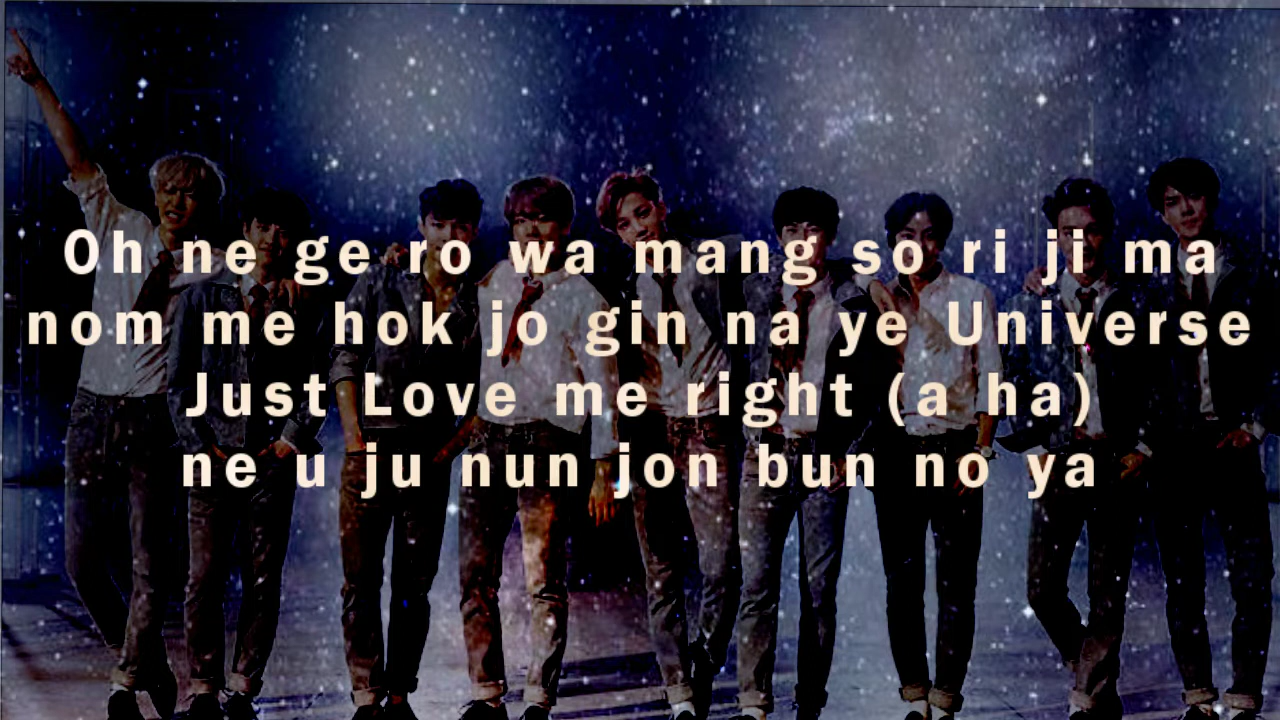 Oh ne ge ro wa mang so ri ji ma
nom me hok jo gin na ye Universe
Just Love me right (a ha)
ne u ju nun jon bun no ya